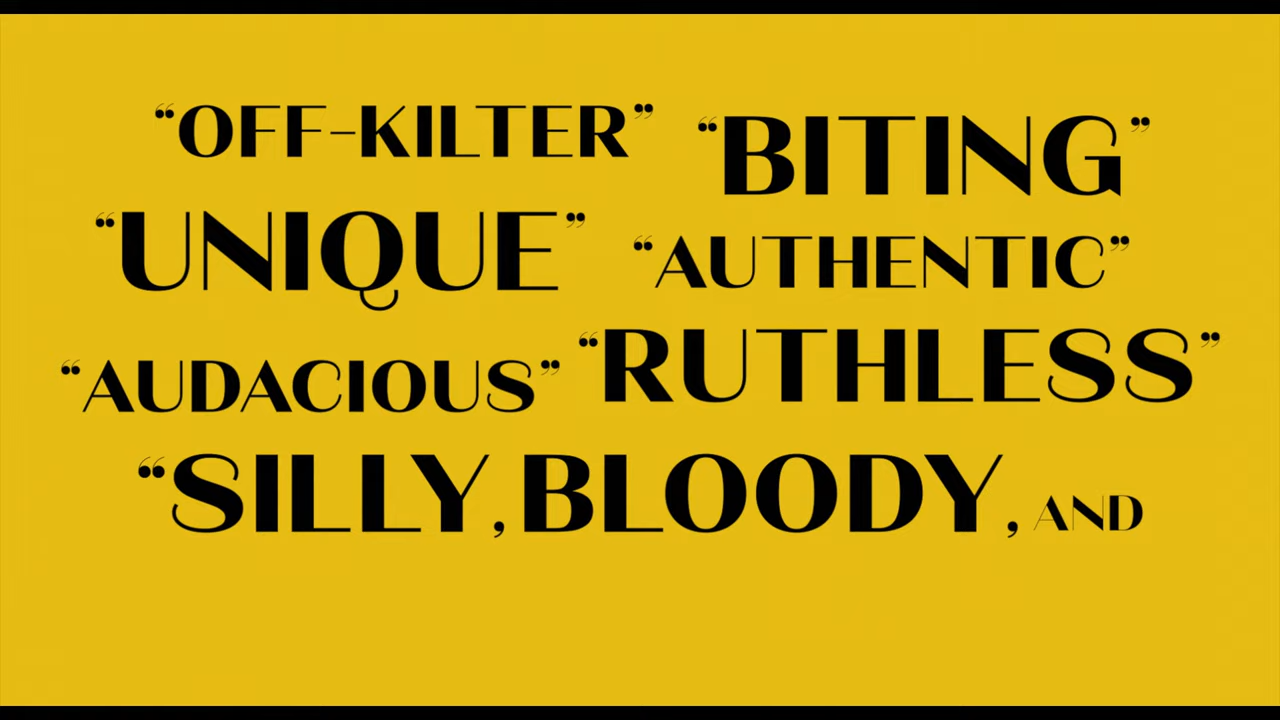 “OFF-KILTER” “BITING”
“UNIQUE” “AUTHENTIC”
“AUDACIOUS” “RUTHLESS”
“SILLY, BLOODY, AND